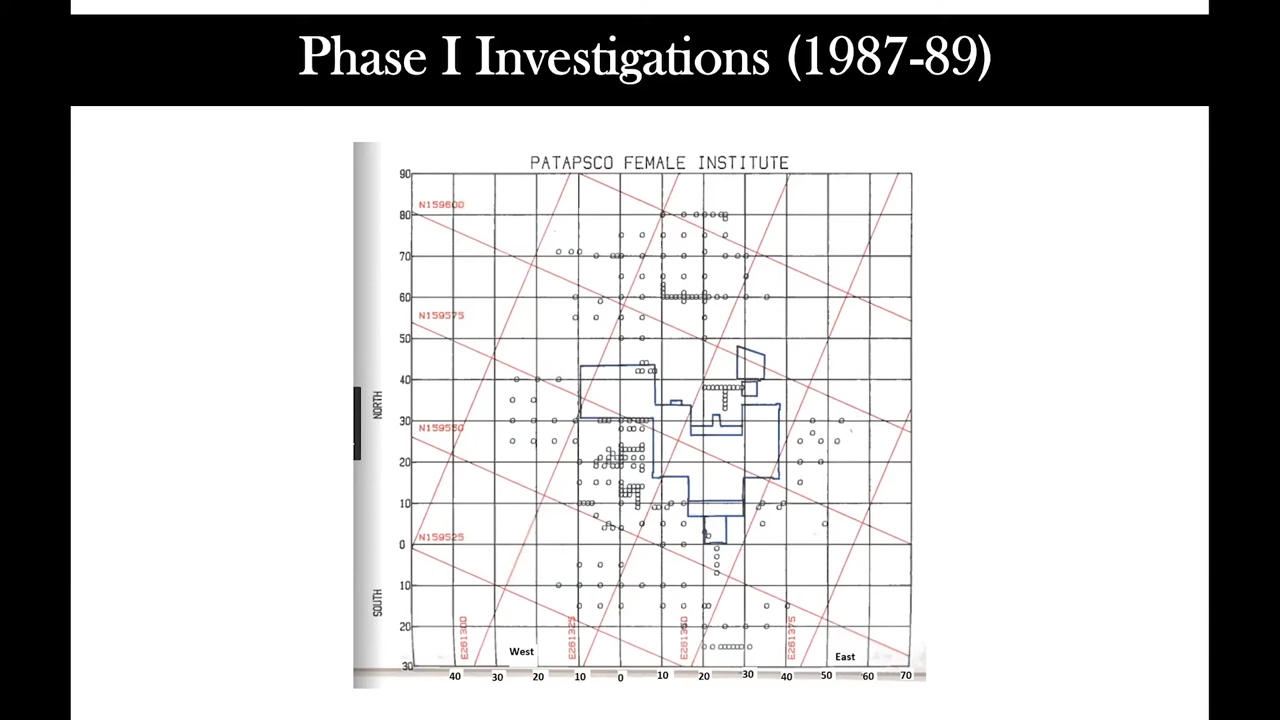 Phase I Investigations (1987-89)
PATAPSCO FEMALE INSTITUTE
90
N159600
80
70
60
N159575
50
40
NORTH
30
N159550
20
10
N159525
0
10
SOUTH
20
E261300
E261325
E261350
E261375
West
East
30
40 30 20 10 0 10 20 30 40 50 60 70